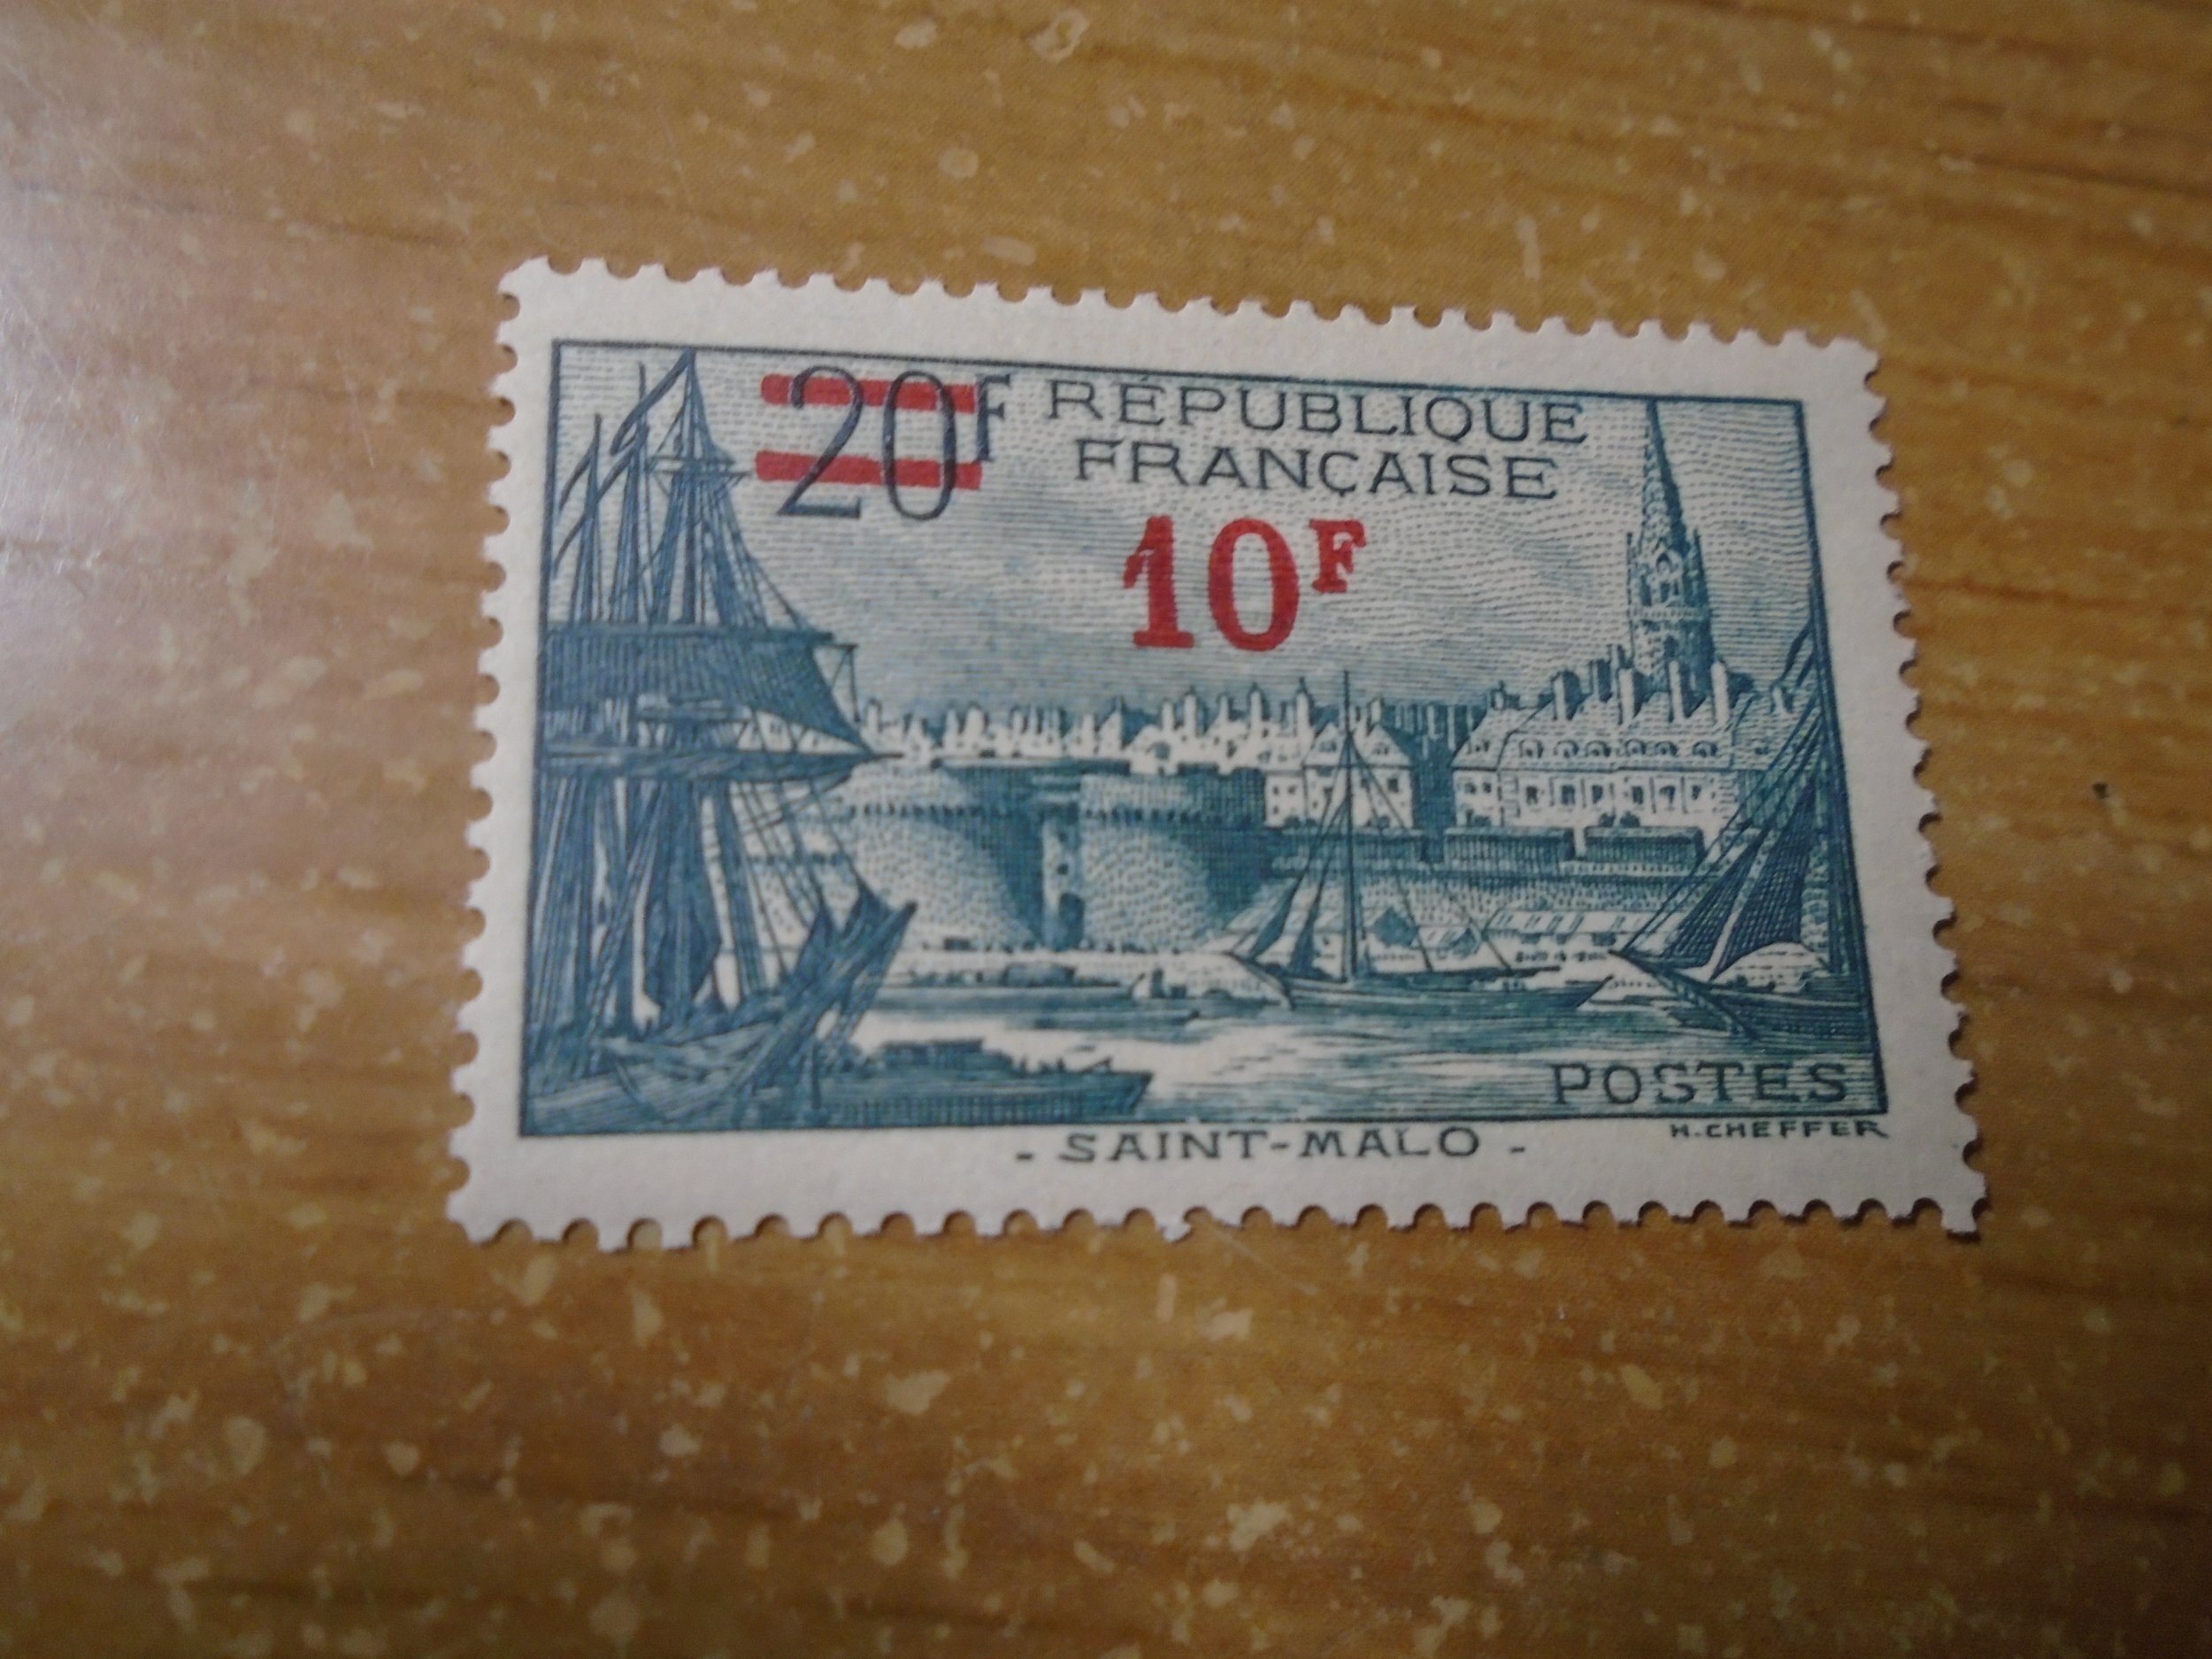 20F RÉPUBLIQUE
FRANÇAISE
10F
POSTES
- SAINT-MALO -
H.CHEFFER